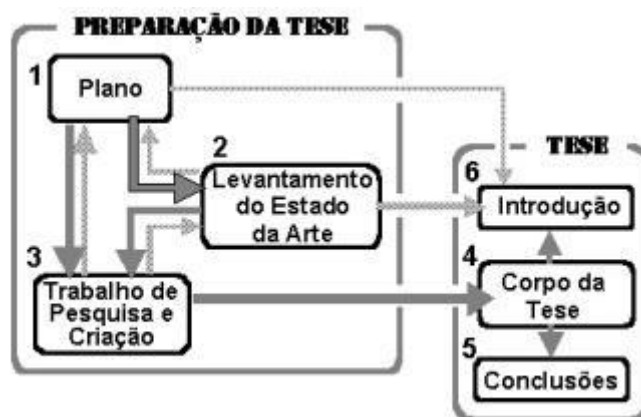 PREPARAÇÃO DA TESE
1
Plano
2
Levantamento
do Estado
da Arte
3
Trabalho de
Pesquisa e
Criação
TESE
6
Introdução
4
Corpo da
Tese
5
Conclusões